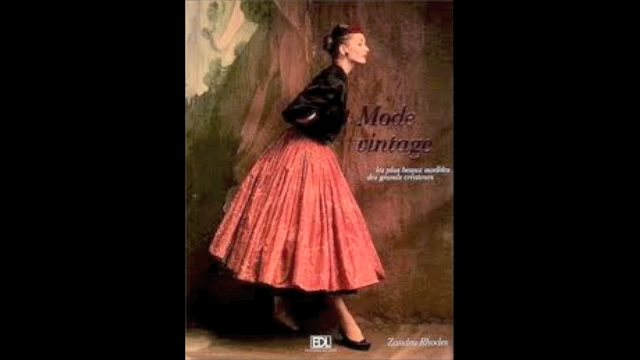 Mode
vintage
les plus beaux modèles
des grands créateurs
EDL
Zandra Rhodes